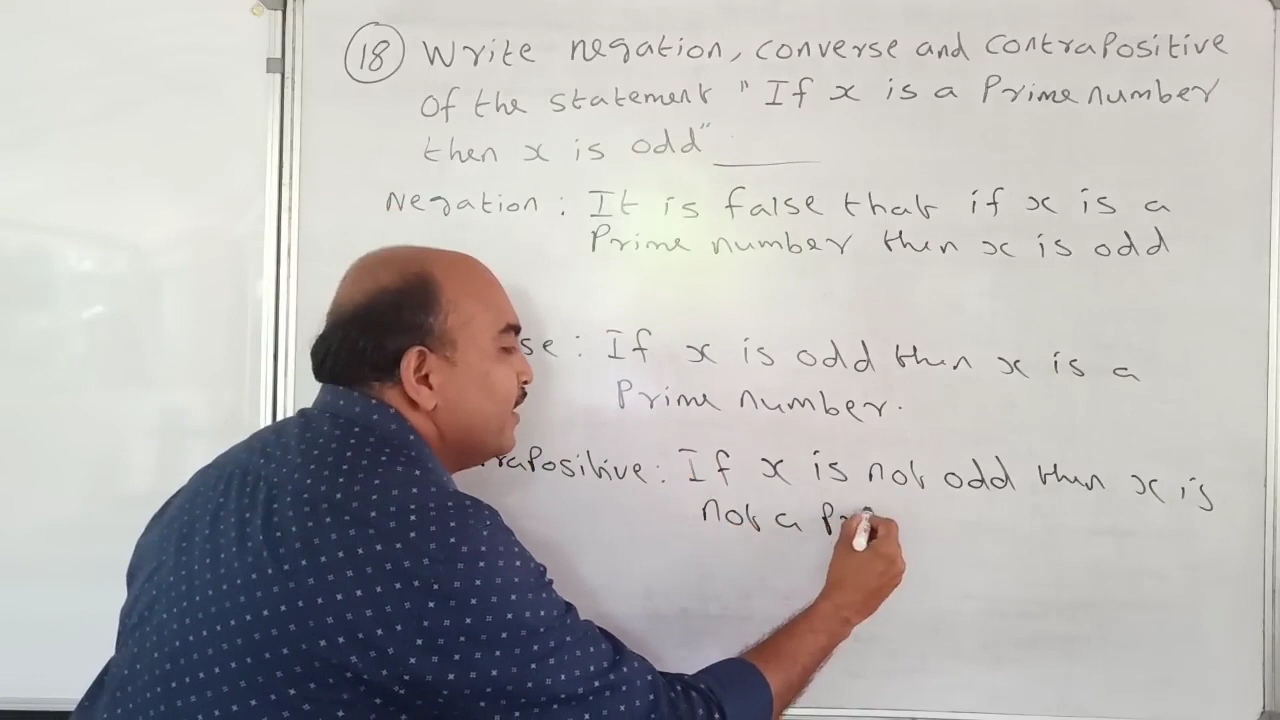 18 Write negation, converse and contrapositive
of the statement "If x is a Prime number
then x is odd"
Negation: It is false that if x is a
Prime number then x is odd
se: If x is odd then x is a
Prime number.
raPositive: If x is not odd then x is
not a Pr